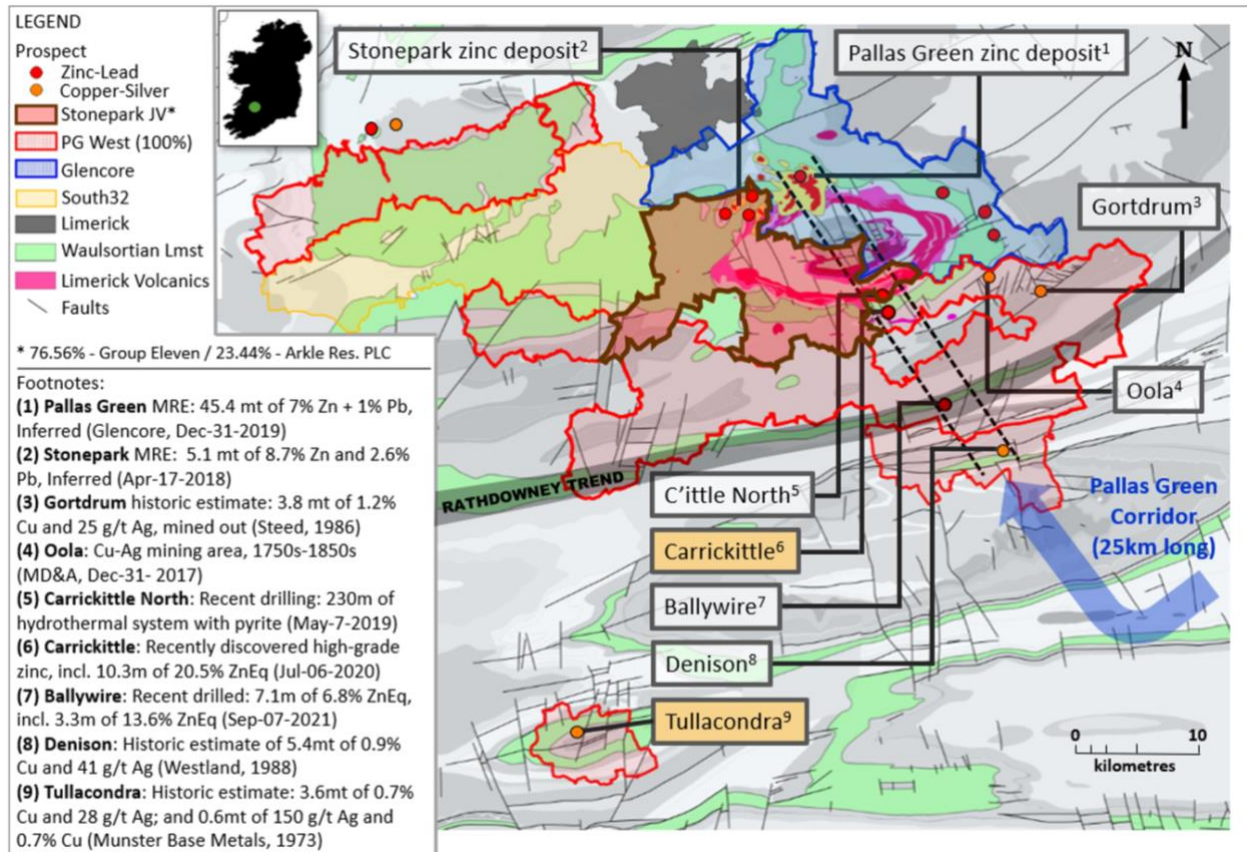 LEGEND
Prospect
Zinc-Lead
Copper-Silver
Stonepark JV*
PG West (100%)
Glencore
South32
Limerick
Waulsortian Lmst
Limerick Volcanics
Faults
* 76.56% - Group Eleven / 23.44% - Arkle Res. PLC
Footnotes:
(1) Pallas Green MRE: 45.4 mt of 7% Zn + 1% Pb,
Inferred (Glencore, Dec-31-2019)
(2) Stonepark MRE: 5.1 mt of 8.7% Zn and 2.6%
Pb, Inferred (Apr-17-2018)
(3) Gortdrum historic estimate: 3.8 mt of 1.2%
Cu and 25 g/t Ag, mined out (Steed, 1986)
(4) Oola: Cu-Ag mining area, 1750s-1850s
(MD&A, Dec-31- 2017)
(5) Carrickittle North: Recent drilling: 230m of
hydrothermal system with pyrite (May-7-2019)
(6) Carrickittle: Recently discovered high-grade
zinc, incl. 10.3m of 20.5% ZnEq (Jul-06-2020)
(7) Ballywire: Recent drilled: 7.1m of 6.8% ZnEq,
incl. 3.3m of 13.6% ZnEq (Sep-07-2021)
(8) Denison: Historic estimate of 5.4mt of 0.9%
Cu and 41 g/t Ag (Westland, 1988)
(9) Tullacondra: Historic estimate: 3.6mt of 0.7%
Cu and 28 g/t Ag; and 0.6mt of 150 g/t Ag and
0.7% Cu (Munster Base Metals, 1973)
Stonepark zinc deposit²
Pallas Green zinc deposit¹
N
Gortdrum³
Oola⁴
RATHDOWNEY TREND
C'ittle North⁵
Carrickittle⁶
Ballywire⁷
Denison⁸
Tullacondra⁹
Pallas Green
Corridor
(25km long)
0 10
kilometres